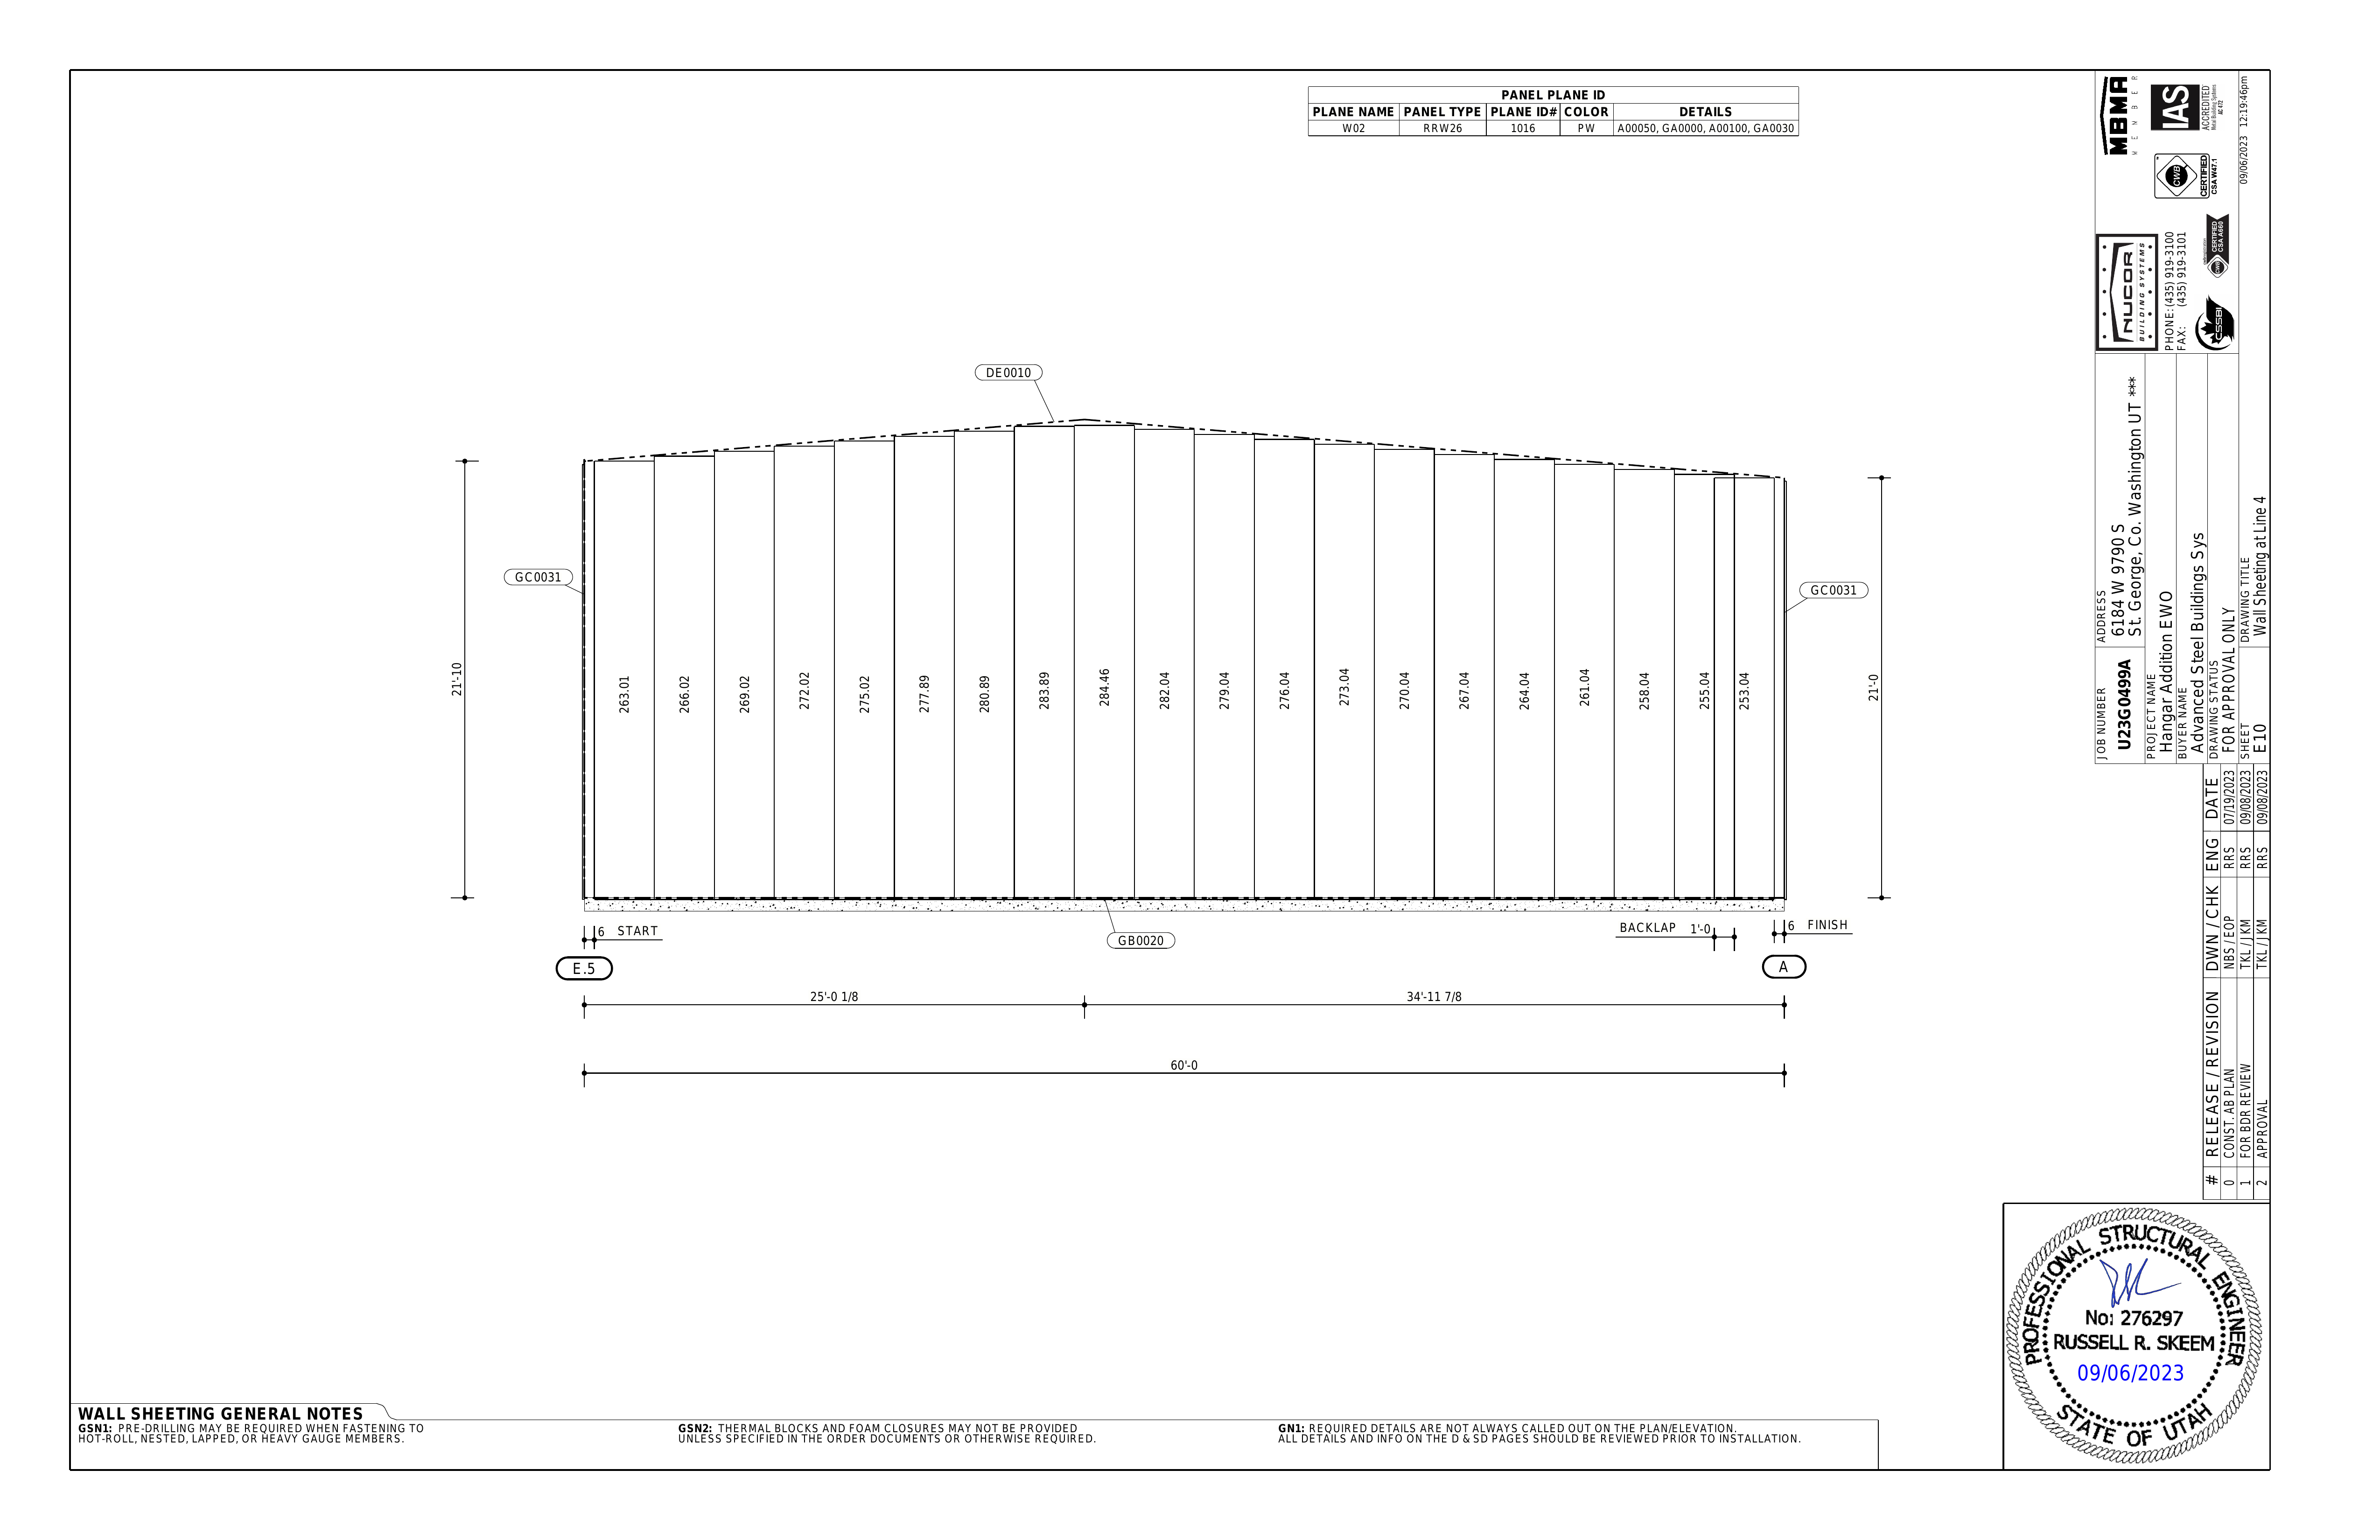 PANEL PLANE ID
PLANE NAME PANEL TYPE PLANE ID# COLOR DETAILS
W02 RRW26 1016 PW A00050, GA0000, A00100, GA0030
DE0010
GC0031
GC0031
21'-10
21'-0
263.01
266.02
269.02
272.02
275.02
277.89
280.89
283.89
284.46
282.04
279.04
276.04
273.04
270.04
267.04
264.04
261.04
258.04
255.04
253.04
6 START
GB0020
BACKLAP 1'-0
6 FINISH
E.5
A
25'-0 1/8
34'-11 7/8
60'-0
WALL SHEETING GENERAL NOTES
GSN1: PRE-DRILLING MAY BE REQUIRED WHEN FASTENING TO
HOT-ROLL, NESTED, LAPPED, OR HEAVY GAUGE MEMBERS.
GSN2: THERMAL BLOCKS AND FOAM CLOSURES MAY NOT BE PROVIDED
UNLESS SPECIFIED IN THE ORDER DOCUMENTS OR OTHERWISE REQUIRED.
GN1: REQUIRED DETAILS ARE NOT ALWAYS CALLED OUT ON THE PLAN/ELEVATION.
ALL DETAILS AND INFO ON THE D & SD PAGES SHOULD BE REVIEWED PRIOR TO INSTALLATION.
JOB NUMBER
U23G0499A
ADDRESS
6184 W 9790 S
St. George, Co. Washington UT ***
PROJECT NAME
Hangar Addition EWO
BUYER NAME
Advanced Steel Buildings Sys
DRAWING STATUS
FOR APPROVAL ONLY
SHEET
E10
DRAWING TITLE
Wall Sheeting at Line 4
NUCOR
BUILDING SYSTEMS
PHONE: (435) 919-3100
FAX: (435) 919-3101
MBMA
MEMBER
IAS
ACCREDITED
Metal Building Systems
AC 472
CWB
CERTIFIED
CSA W47.1
CWB
CERTIFIED
CSA A660
CSSBI
09/06/2023 12:19:46pm
# RELEASE / REVISION DWN / CHK ENG DATE
0 CONST. AB PLAN NBS / EOP RRS 07/19/2023
1 FOR BDR REVIEW TKL / JKM RRS 09/08/2023
2 APPROVAL TKL / JKM RRS 09/08/2023
PROFESSIONAL STRUCTURAL ENGINEER
No: 276297
RUSSELL R. SKEEM
09/06/2023
STATE OF UTAH